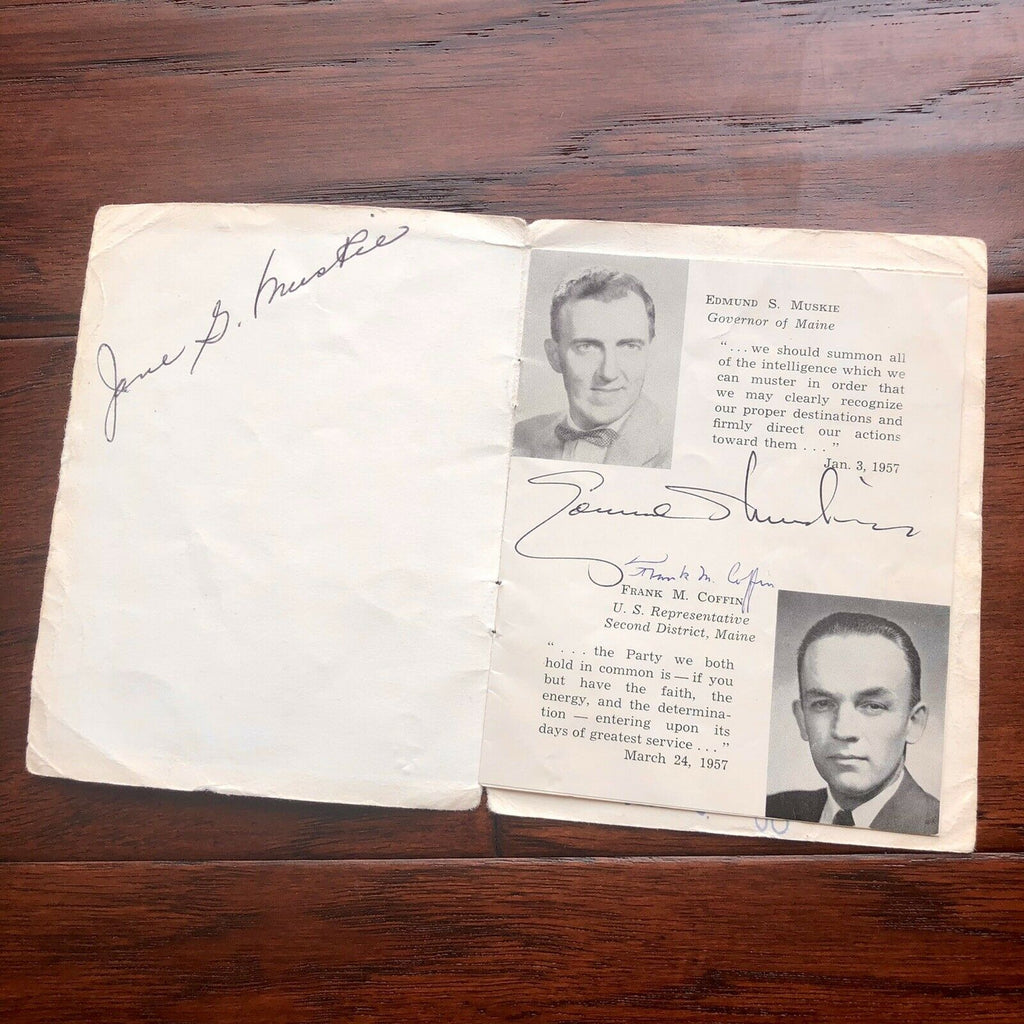 Jane G. Muskie
EDMUND S. MUSKIE
Governor of Maine
“... we should summon all
of the intelligence which we
can muster in order that
we may clearly recognize
our proper destinations and
firmly direct our actions
toward them ...”
Jan. 3, 1957
Edmund S Muskie
Frank M. Coffin
FRANK M. COFFIN
U. S. Representative
Second District, Maine
“ ... the Party we both
hold in common is — if you
but have the faith, the
energy, and the determina-
tion — entering upon its
days of greatest service ...”
March 24, 1957